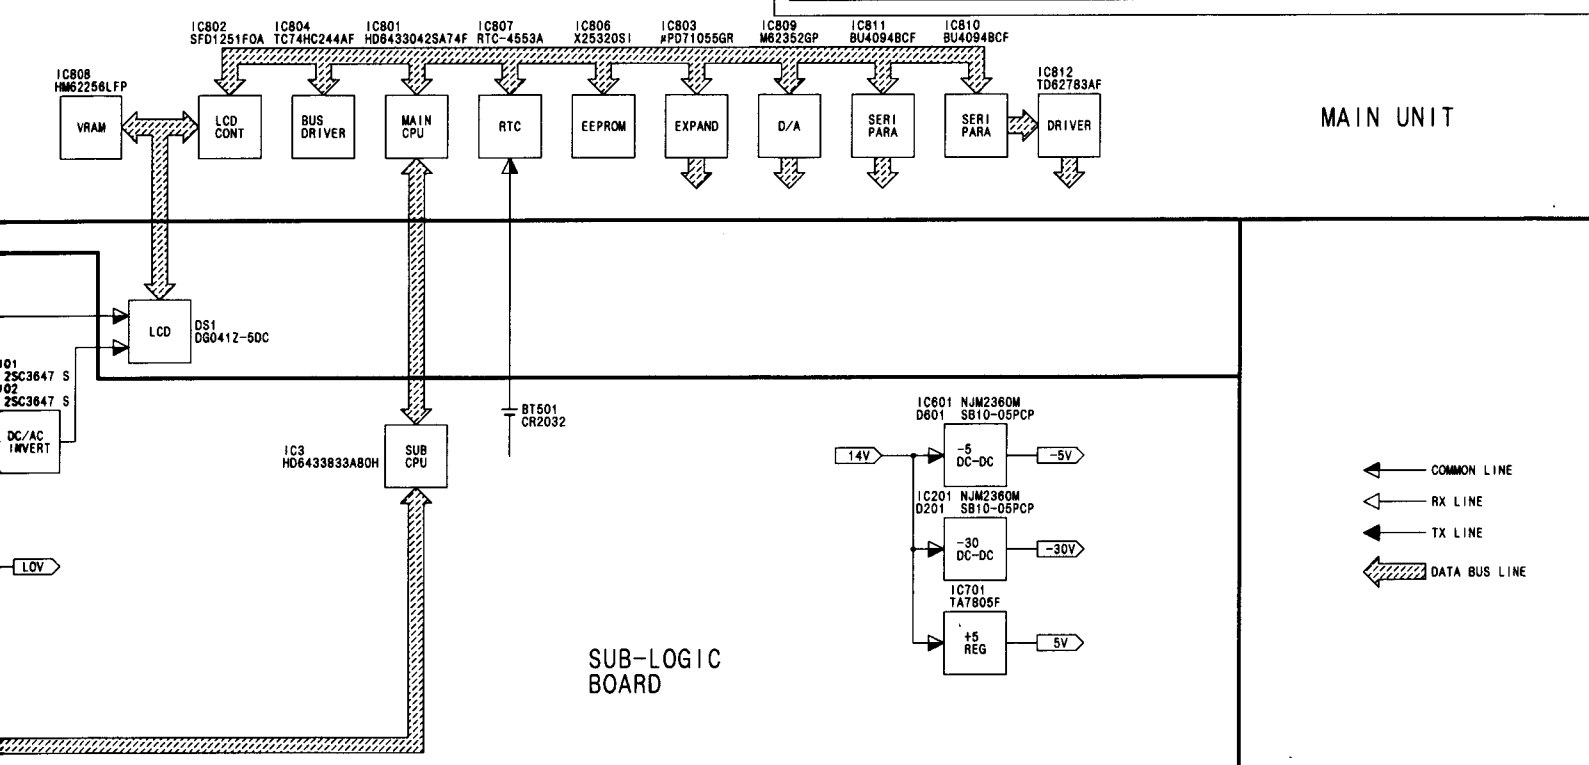 IC802
SFD1251F0A
IC804
TC74HC244AF
IC801
HD6433042SA74F
IC807
RTC-4553A
IC806
X25320SI
IC803
μPD71055GR
IC809
M62352GP
IC811
BU4094BCF
IC810
BU4094BCF
IC808
HM62256LFP
IC812
TD62783AF
VRAM
LCD
CONT
BUS
DRIVER
MAIN
CPU
RTC
EEPROM
EXPAND
D/A
SERI
PARA
SERI
PARA
DRIVER
MAIN UNIT
LCD
DS1
DG041Z-5DC
2SC3647 S
2SC3647 S
DC/AC
INVERT
BT501
CR2032
IC3
HD6433833A80H
SUB
CPU
IC601 NJM2360M
D601 SB10-05PCP
14V
-5
DC-DC
-5V
IC201 NJM2360M
D201 SB10-05PCP
-30
DC-DC
-30V
IC701
TA7805F
+5
REG
5V
COMMON LINE
RX LINE
TX LINE
DATA BUS LINE
LOV
SUB-LOGIC
BOARD